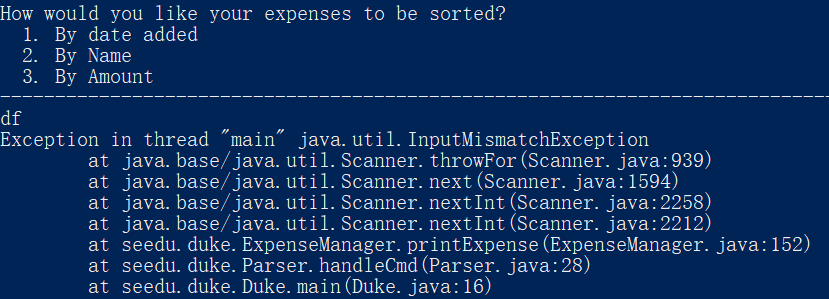 How would you like your expenses to be sorted?
1. By date added
2. By Name
3. By Amount
--------------------------------------------------------------------------------
df
Exception in thread "main" java.util.InputMismatchException
at java.base/java.util.Scanner.throwFor(Scanner.java:939)
at java.base/java.util.Scanner.next(Scanner.java:1594)
at java.base/java.util.Scanner.nextInt(Scanner.java:2258)
at java.base/java.util.Scanner.nextInt(Scanner.java:2212)
at seedu.duke.ExpenseManager.printExpense(ExpenseManager.java:152)
at seedu.duke.Parser.handleCmd(Parser.java:28)
at seedu.duke.Duke.main(Duke.java:16)